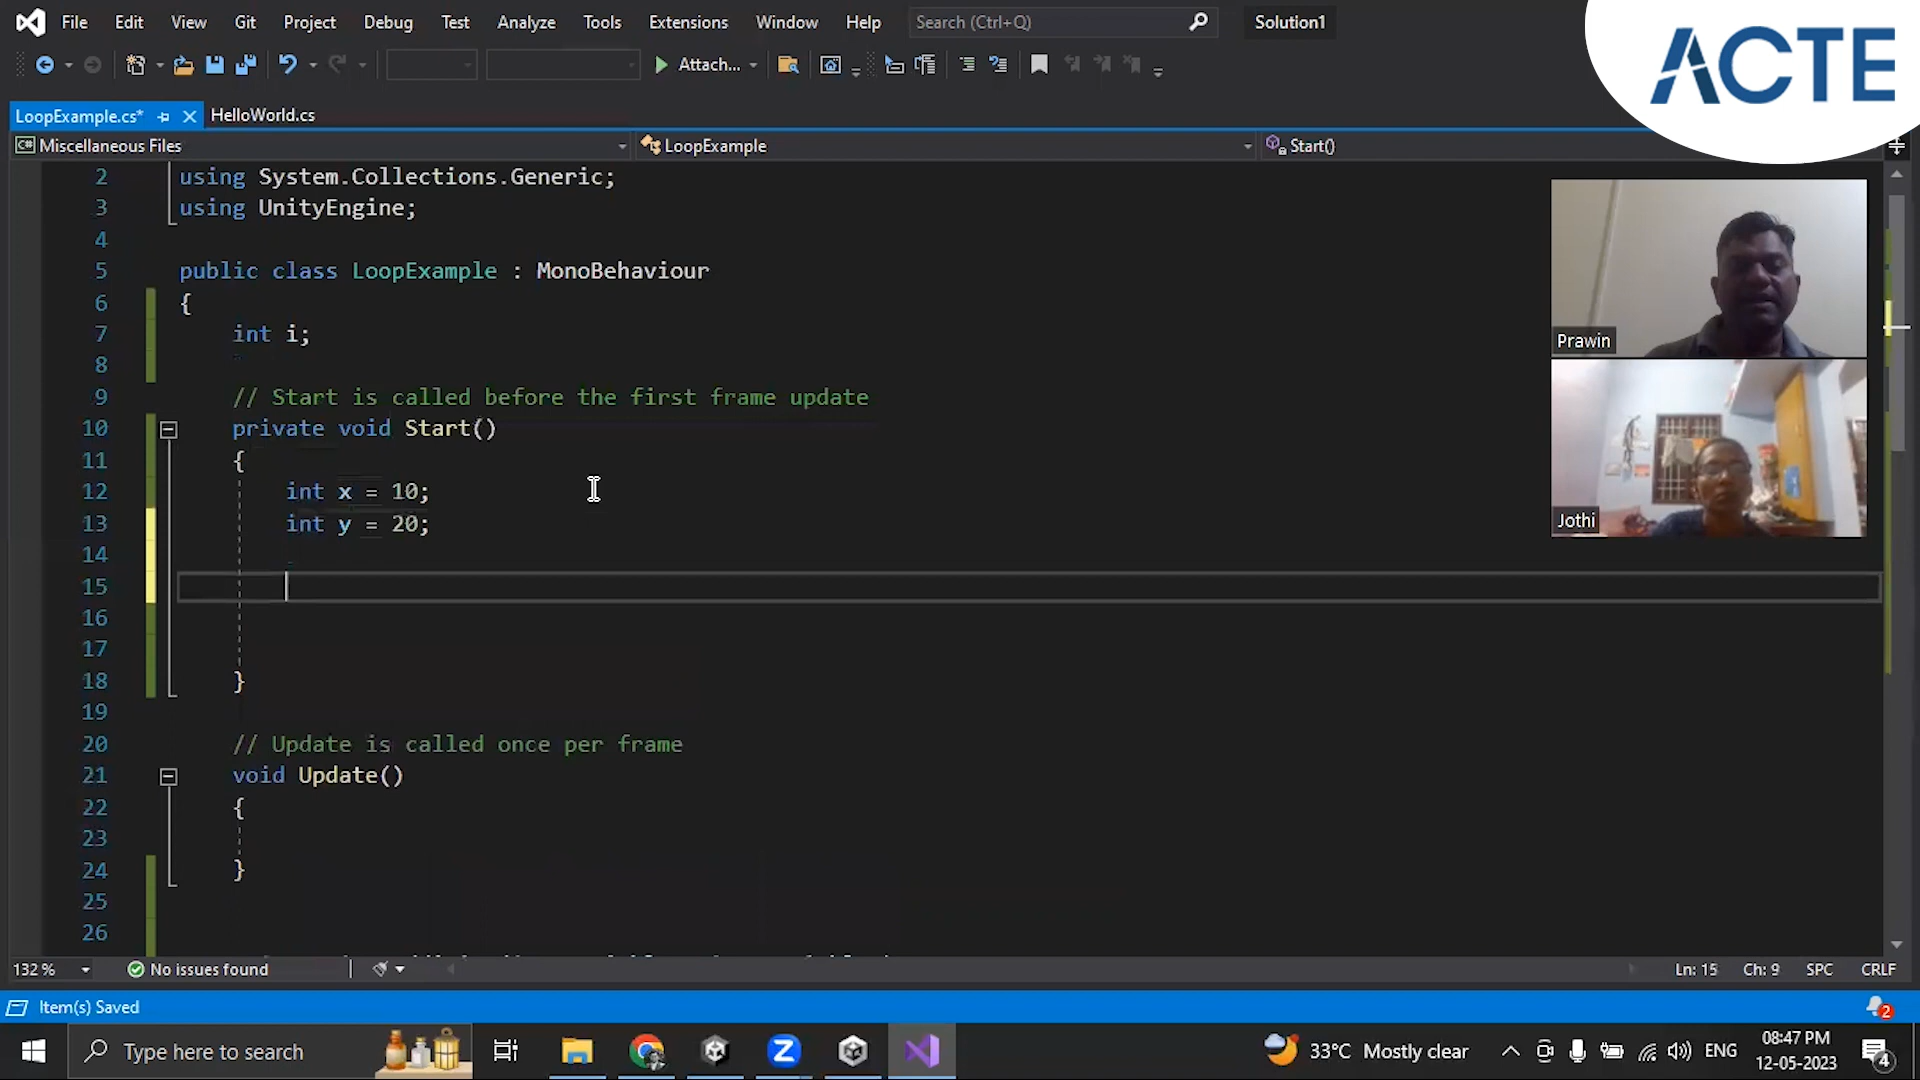 File Edit View Git Project Debug Test Analyze Tools Extensions Window Help Search (Ctrl+Q) Solution1
ACTE
Attach...
LoopExample.cs* HelloWorld.cs
C# Miscellaneous Files LoopExample Start()
2 using System.Collections.Generic;
3 using UnityEngine;
4
5 public class LoopExample : MonoBehaviour
6 {
7 int i;
8
9 // Start is called before the first frame update
10 private void Start()
11 {
12 int x = 10;
13 int y = 20;
14
15
16
17
18 }
19
20 // Update is called once per frame
21 void Update()
22 {
23
24 }
25
26
Prawin
Jothi
132 % No issues found Ln: 15 Ch: 9 SPC CRLF
Item(s) Saved 2
Type here to search 33°C Mostly clear ENG 08:47 PM
12-05-2023 4